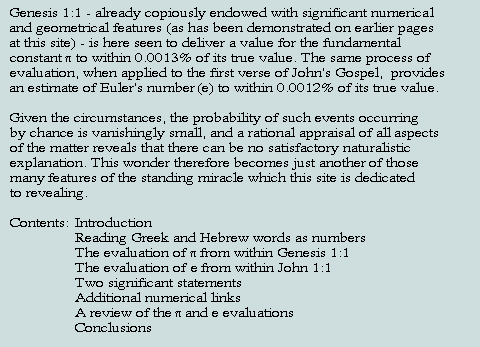 Genesis 1:1 - already copiously endowed with significant numerical
and geometrical features (as has been demonstrated on earlier pages
at this site) - is here seen to deliver a value for the fundamental
constant π to within 0.0013% of its true value. The same process of
evaluation, when applied to the first verse of John's Gospel, provides
an estimate of Euler's number (e) to within 0.0012% of its true value.
Given the circumstances, the probability of such events occurring
by chance is vanishingly small, and a rational appraisal of all aspects
of the matter reveals that there can be no satisfactory naturalistic
explanation. This wonder therefore becomes just another of those
many features of the standing miracle which this site is dedicated
to revealing.
Contents: Introduction
Reading Greek and Hebrew words as numbers
The evaluation of π from within Genesis 1:1
The evaluation of e from within John 1:1
Two significant statements
Additional numerical links
A review of the π and e evaluations
Conclusions